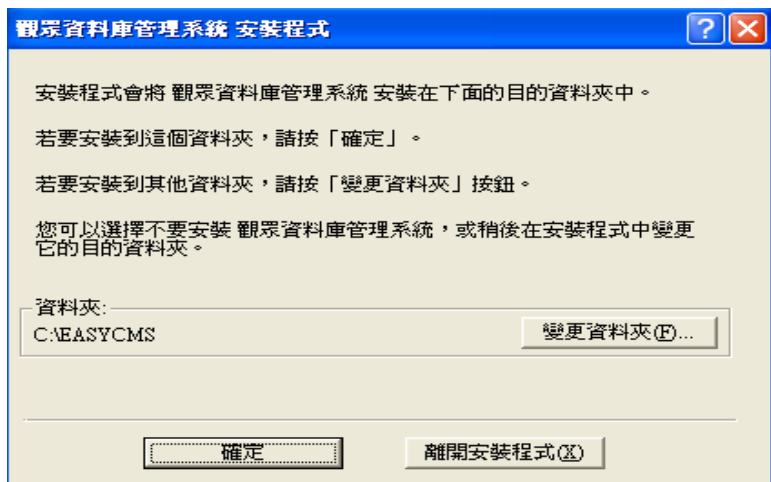 觀眾資料庫管理系統 安裝程式
安裝程式會將 觀眾資料庫管理系統 安裝在下面的目的資料夾中。
若要安裝到這個資料夾，請按「確定」。
若要安裝到其他資料夾，請按「變更資料夾」按鈕。
您可以選擇不要安裝 觀眾資料庫管理系統，或稍後在安裝程式中變更
它的目的資料夾。
資料夾:
C:\EASYCMS
變更資料夾(F)...
確定
離開安裝程式(X)